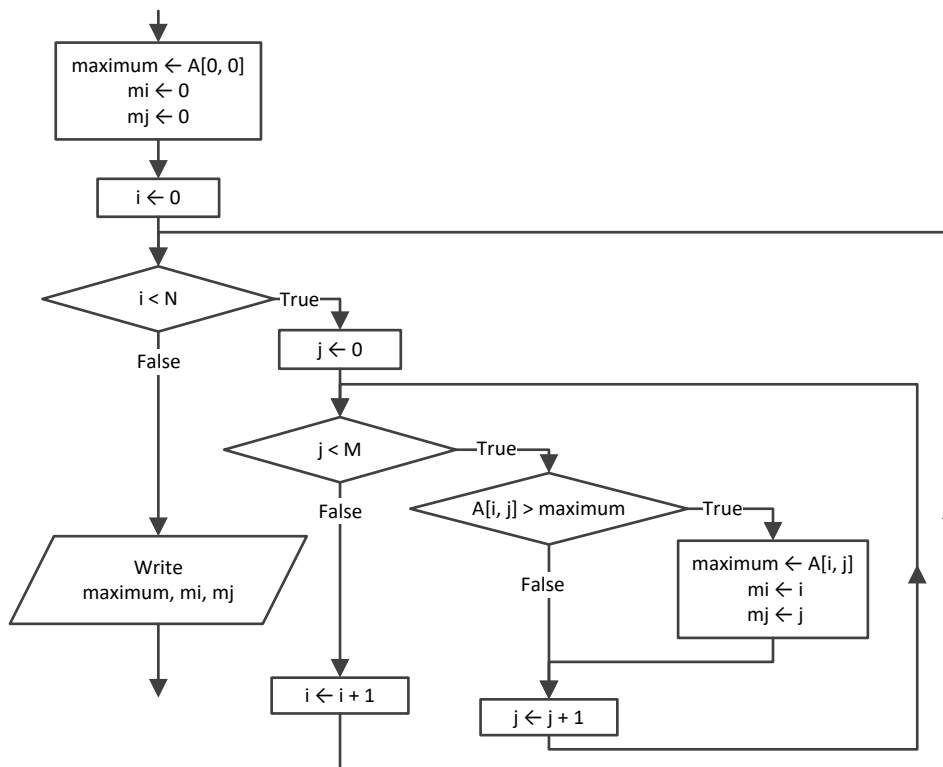 maximum ← A[0, 0]
mi ← 0
mj ← 0
i ← 0
i < N
True
False
j ← 0
j < M
True
False
A[i, j] > maximum
True
False
maximum ← A[i, j]
mi ← i
mj ← j
Write
maximum, mi, mj
i ← i + 1
j ← j + 1